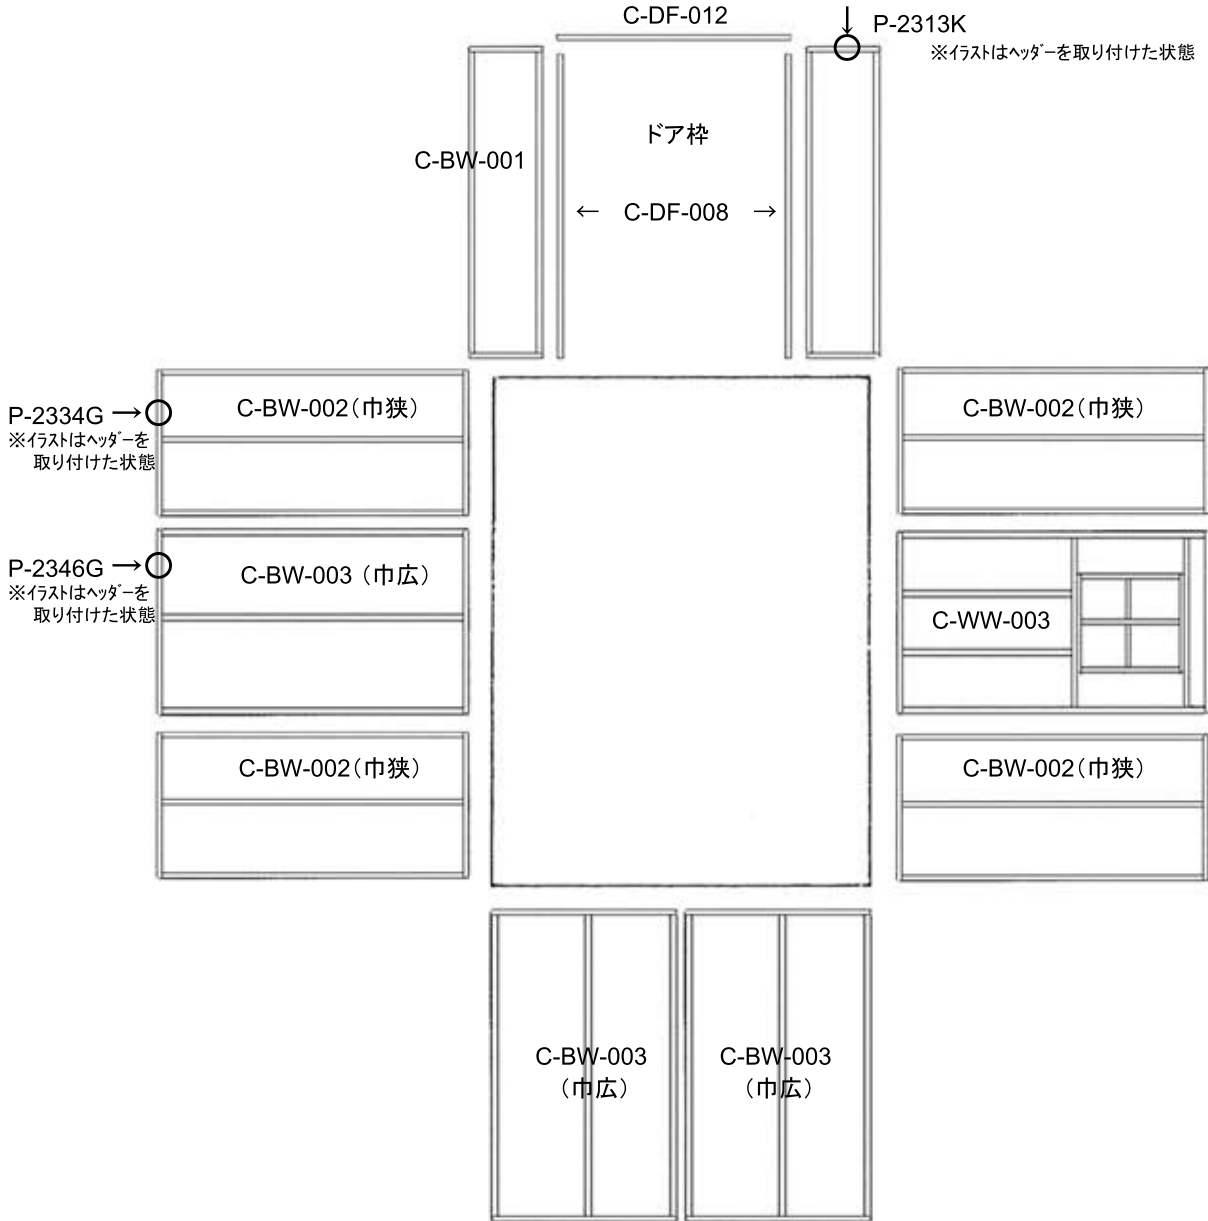 C-DF-012
P-2313K
※イラストはヘッダーを取り付けた状態
ドア枠
C-BW-001
← C-DF-008 →
P-2334G →
※イラストはヘッダーを
取り付けた状態
C-BW-002(巾狭)
C-BW-002(巾狭)
P-2346G →
※イラストはヘッダーを
取り付けた状態
C-BW-003 (巾広)
C-WW-003
C-BW-002(巾狭)
C-BW-002(巾狭)
C-BW-003
(巾広)
C-BW-003
(巾広)